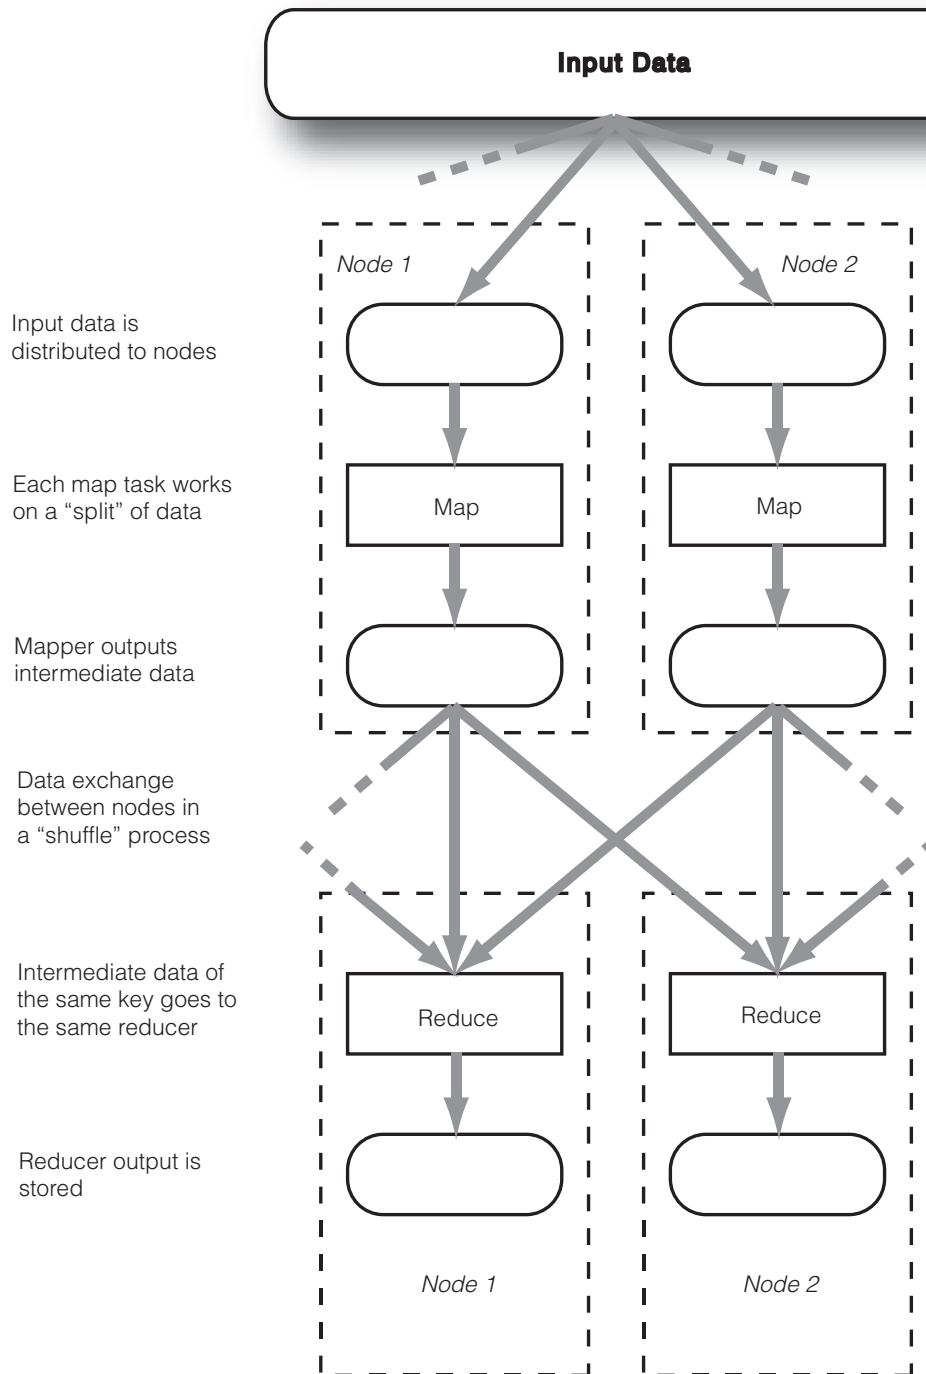 Input Data
Node 1
Node 2
Input data is
distributed to nodes
Each map task works
on a “split” of data
Map
Map
Mapper outputs
intermediate data
Data exchange
between nodes in
a “shuffle” process
Intermediate data of
the same key goes to
the same reducer
Reduce
Reduce
Reducer output is
stored
Node 1
Node 2